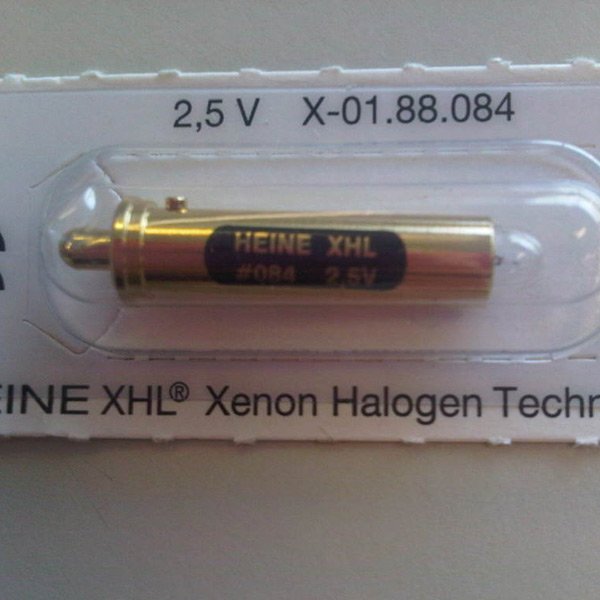 2,5 V X-01.88.084
HEINE XHL
#084 2.5V
EINE XHL® Xenon Halogen Techn